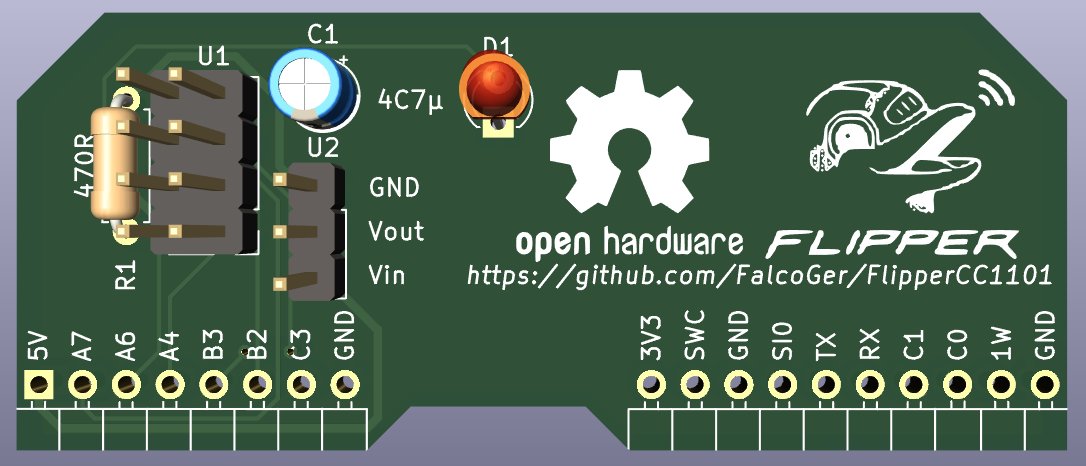 C1
D1
U1
4C7µ
U2
470R
GND
Vout
Vin
R1
open hardware
FLIPPER
https://github.com/FalcoGer/FlipperCC1101
5V A7 A6 A4 B3 B2 C3 GND
3V3 SWC GND SIO TX RX C1 C0 1W GND